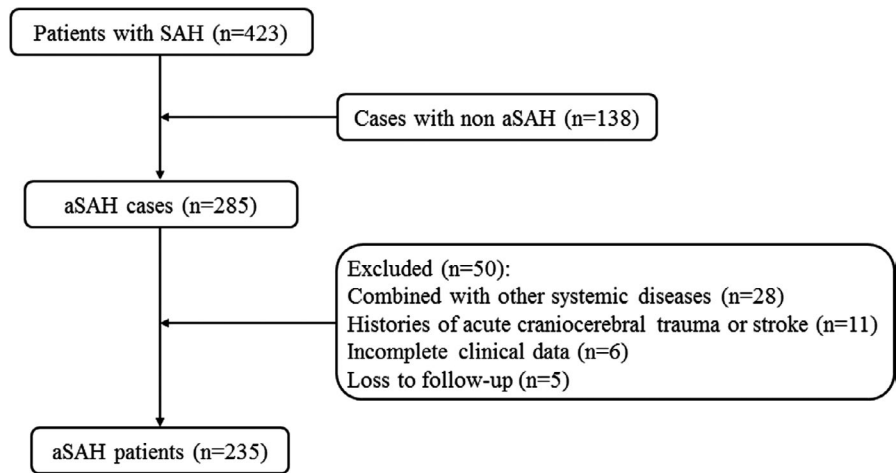 Patients with SAH (n=423)
Cases with non aSAH (n=138)
aSAH cases (n=285)
Excluded (n=50):
Combined with other systemic diseases (n=28)
Histories of acute craniocerebral trauma or stroke (n=11)
Incomplete clinical data (n=6)
Loss to follow-up (n=5)
aSAH patients (n=235)